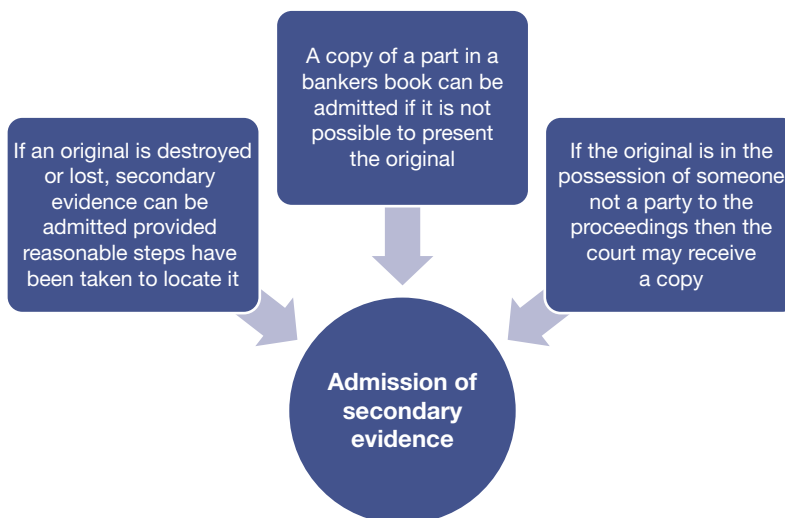 If an original is destroyed
or lost, secondary
evidence can be
admitted provided
reasonable steps have
been taken to locate it
A copy of a part in a
bankers book can be
admitted if it is not
possible to present
the original
If the original is in the
possession of someone
not a party to the
proceedings then the
court may receive
a copy
Admission of
secondary
evidence